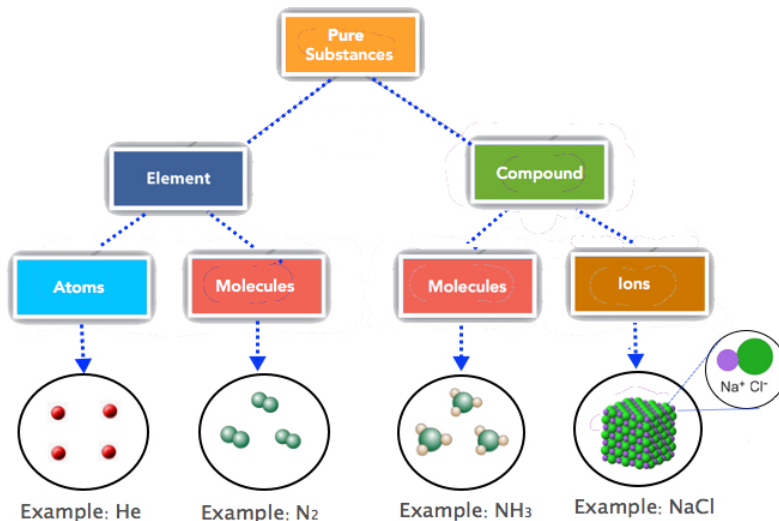 Pure
Substances
Element
Compound
Atoms
Molecules
Molecules
Ions
Na⁺ Cl⁻
Example: He
Example: N₂
Example: NH₃
Example: NaCl